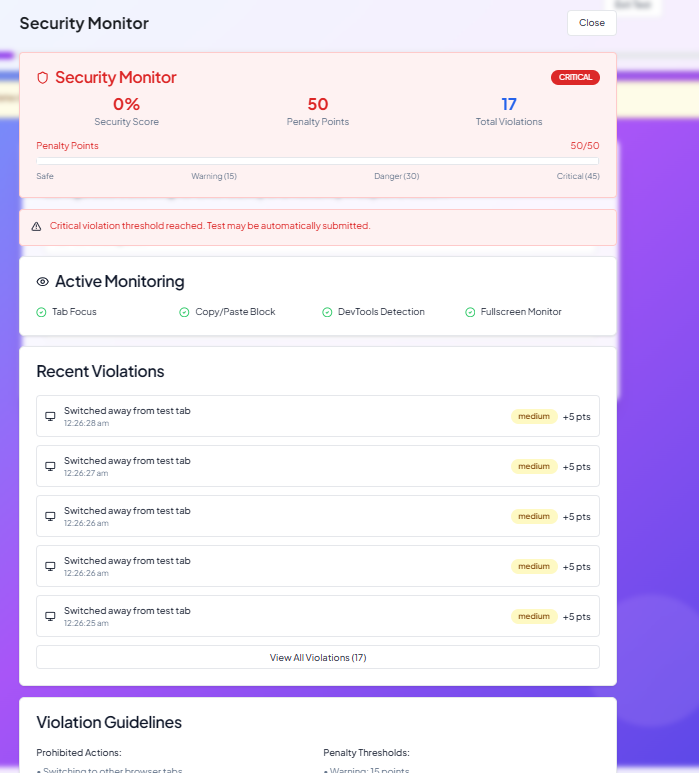 Security Monitor
Close
Security Monitor
CRITICAL
0%
50
17
Security Score
Penalty Points
Total Violations
Penalty Points
50/50
Safe
Warning (15)
Danger (30)
Critical (45)
Critical violation threshold reached. Test may be automatically submitted.
Active Monitoring
Tab Focus
Copy/Paste Block
DevTools Detection
Fullscreen Monitor
Recent Violations
Switched away from test tab
12:26:28 am
medium
+5 pts
Switched away from test tab
12:26:27 am
medium
+5 pts
Switched away from test tab
12:26:26 am
medium
+5 pts
Switched away from test tab
12:26:26 am
medium
+5 pts
Switched away from test tab
12:26:25 am
medium
+5 pts
View All Violations (17)
Violation Guidelines
Prohibited Actions:
Penalty Thresholds:
• Switching to other browser tabs
• Warning: 15 points